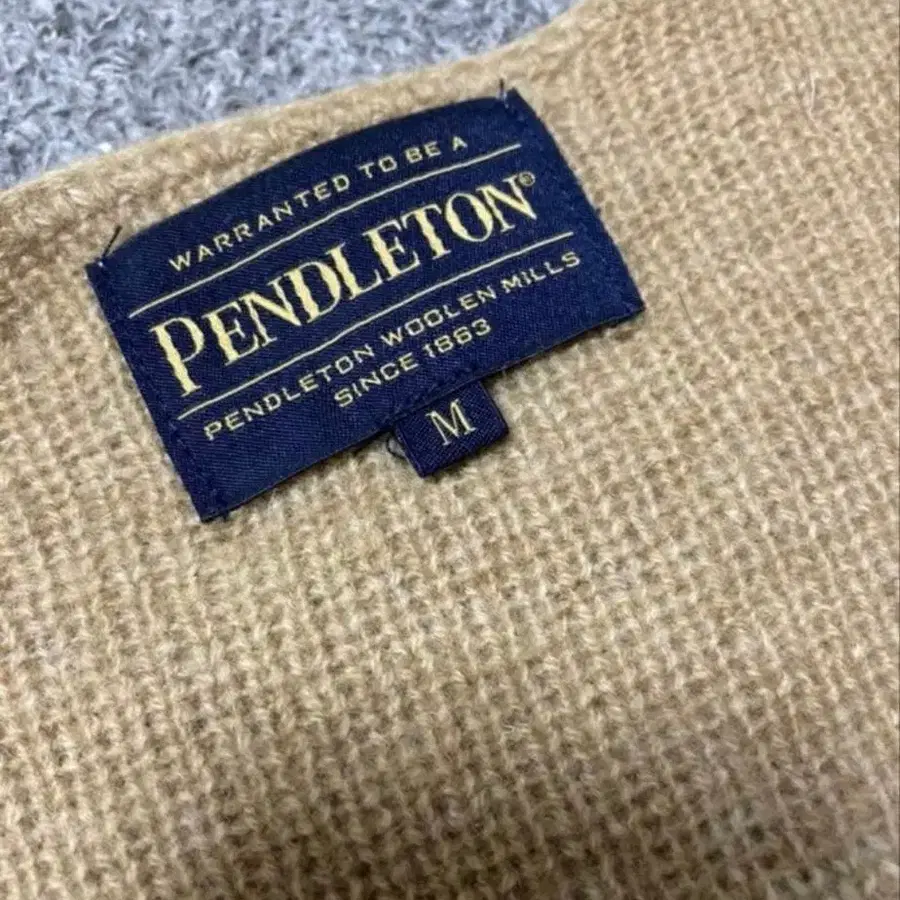 WARRANTED TO BE A
PENDLETON®
PENDLETON WOOLEN MILLS
SINCE 1863
M